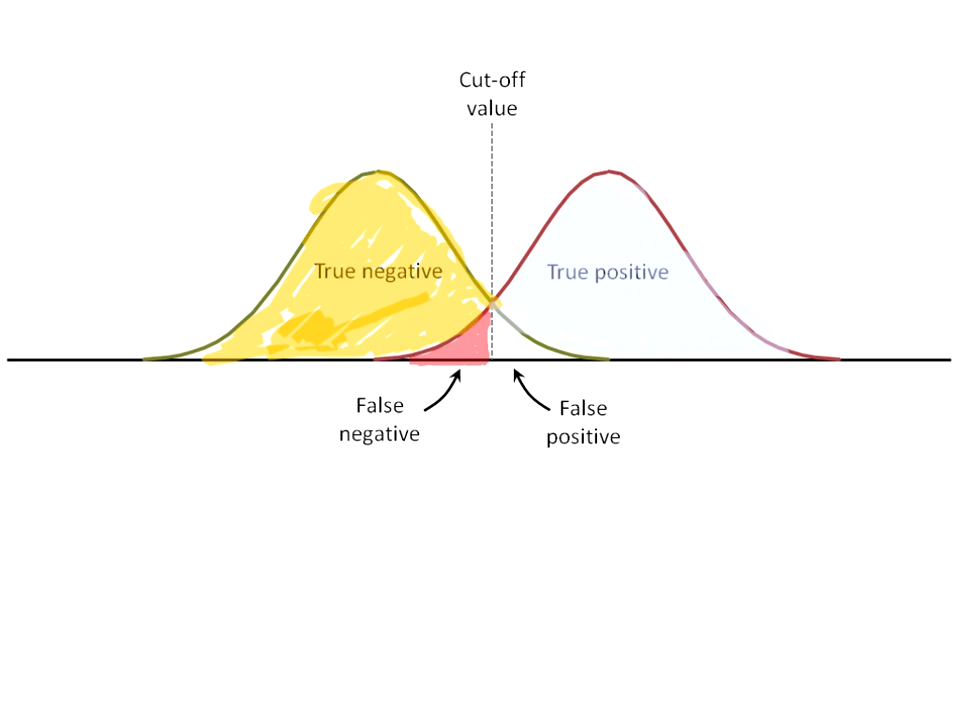 Cut-off
value
True negative
True positive
False
negative
False
positive